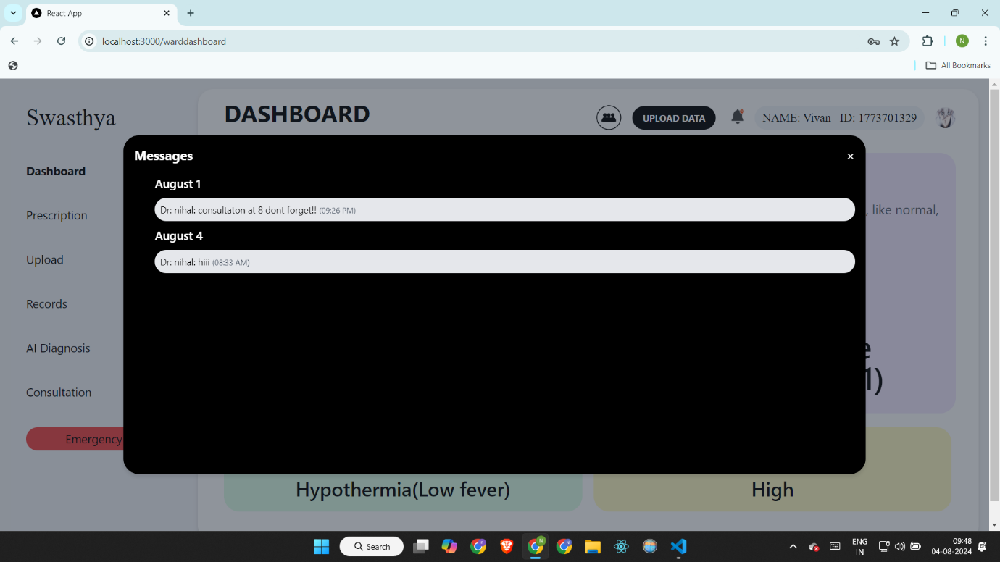 React App
localhost:3000/warddashboard
N
All Bookmarks
Swasthya
DASHBOARD
UPLOAD DATA
NAME: Vivan ID: 1773701329
Messages
Dashboard
August 1
Prescription
Dr: nihal: consultaton at 8 dont forget!! (09:26 PM)
, like normal,
August 4
Upload
Dr: nihal: hiii (08:33 AM)
Records
AI Diagnosis
e
1)
Consultation
Emergency
Hypothermia(Low fever)
High
Search
ENG
IN
09:48
04-08-2024